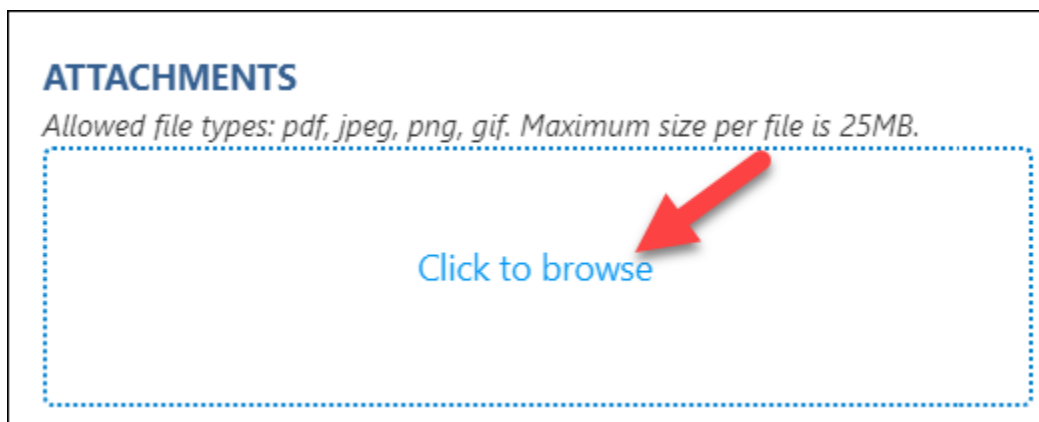 ATTACHMENTS
Allowed file types: pdf, jpeg, png, gif. Maximum size per file is 25MB.
Click to browse